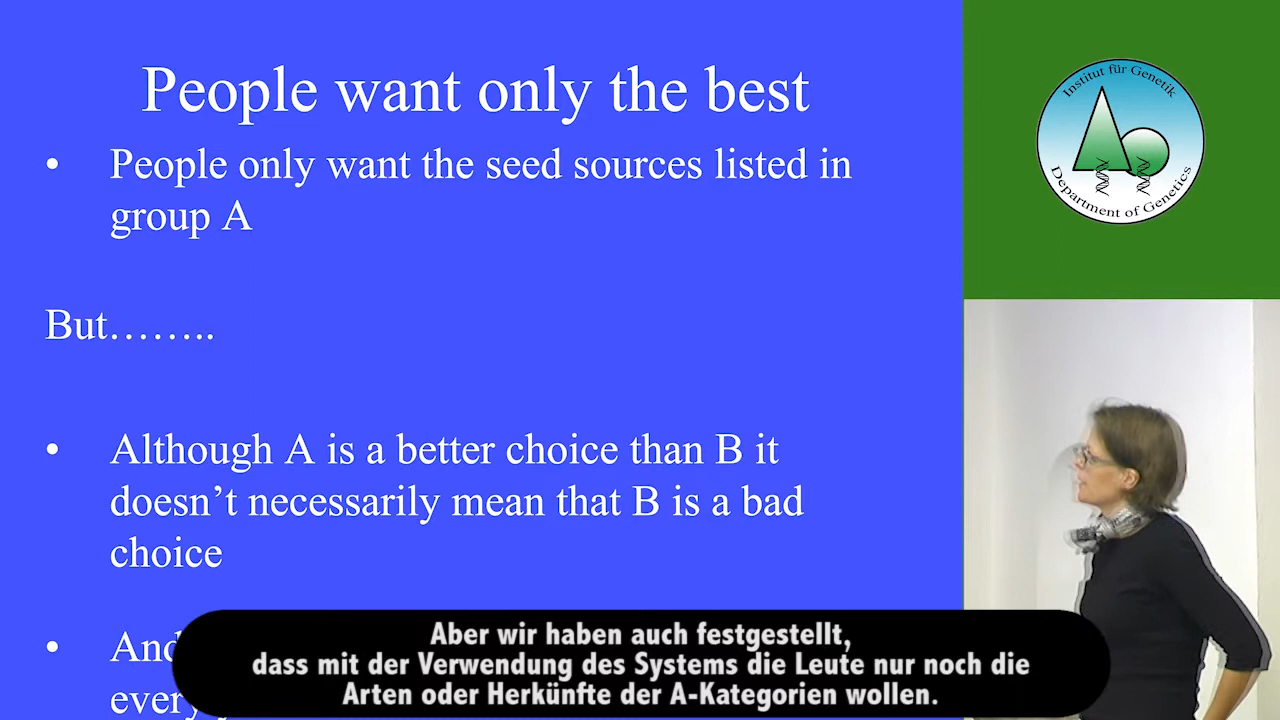 People want only the best
• People only want the seed sources listed in
group A
But……..
• Although A is a better choice than B it
doesn’t necessarily mean that B is a bad
choice
• And
every
Institut für Genetik
Department of Genetics
Aber wir haben auch festgestellt,
dass mit der Verwendung des Systems die Leute nur noch die
Arten oder Herkünfte der A-Kategorien wollen.